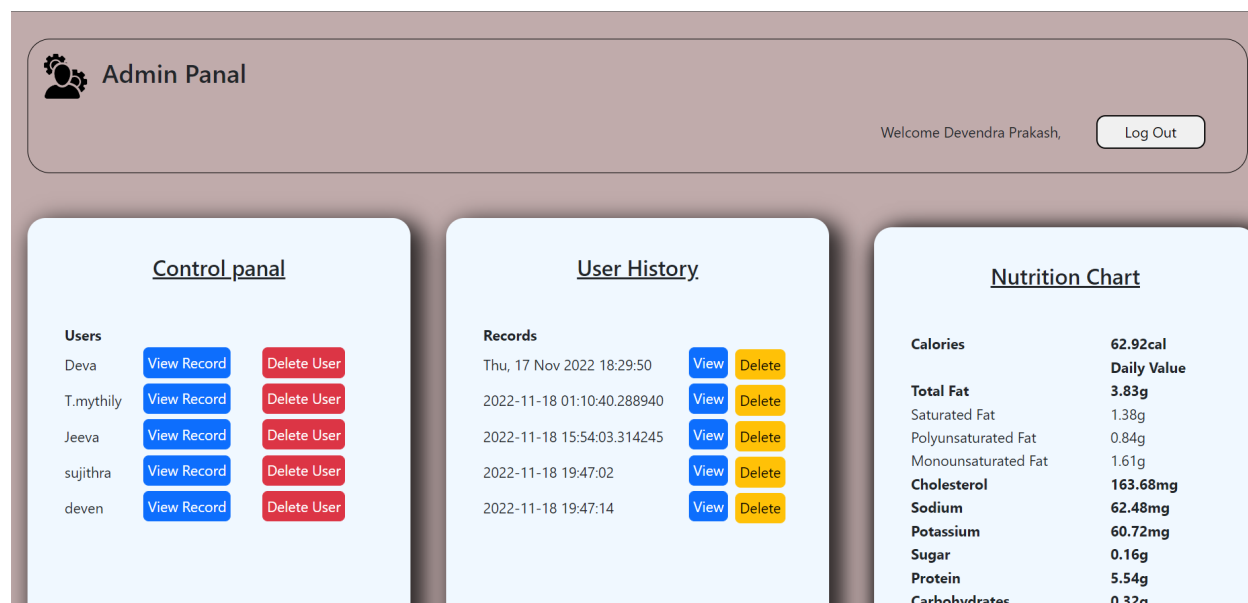 Admin Panal
Welcome Devendra Prakash,
Log Out
Control panal
Users
Deva View Record Delete User
T.mythily View Record Delete User
Jeeva View Record Delete User
sujithra View Record Delete User
deven View Record Delete User
User History
Records
Thu, 17 Nov 2022 18:29:50 View Delete
2022-11-18 01:10:40.288940 View Delete
2022-11-18 15:54:03.314245 View Delete
2022-11-18 19:47:02 View Delete
2022-11-18 19:47:14 View Delete
Nutrition Chart
Calories 62.92cal
Daily Value
Total Fat 3.83g
Saturated Fat 1.38g
Polyunsaturated Fat 0.84g
Monounsaturated Fat 1.61g
Cholesterol 163.68mg
Sodium 62.48mg
Potassium 60.72mg
Sugar 0.16g
Protein 5.54g
Carbohydrates 0.32g